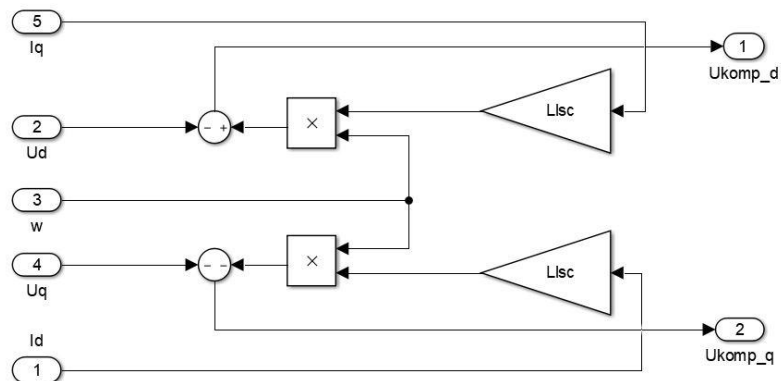 5
Iq
1
Ukomp_d
Llsc
2
Ud
- +
×
3
w
4
Uq
- -
×
Llsc
2
Ukomp_q
Id
1